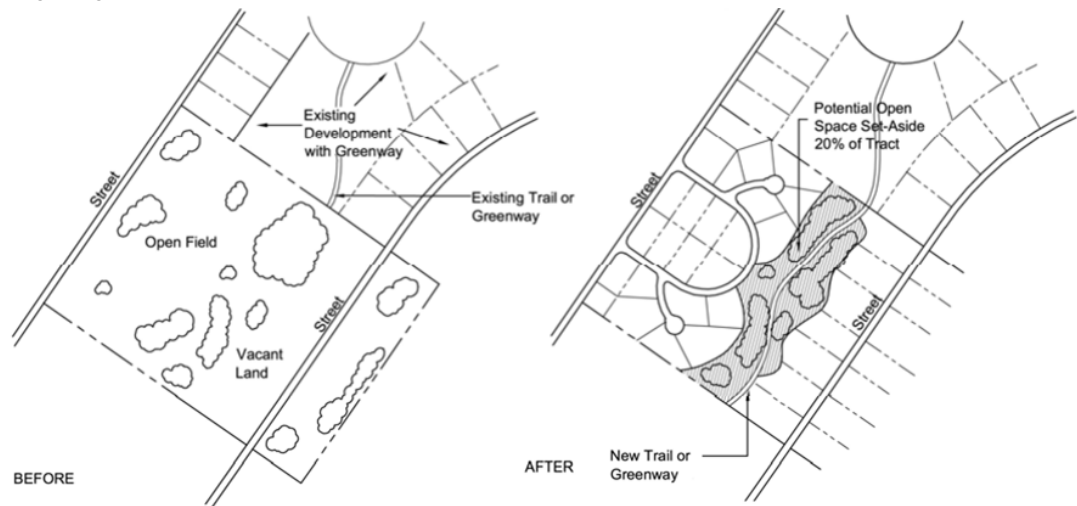 Existing
Development
with Greenway
Existing Trail or
Greenway
Street
Open Field
Street
Vacant
Land
BEFORE
Potential Open
Space Set-Aside
20% of Tract
Street
Street
New Trail or
Greenway
AFTER